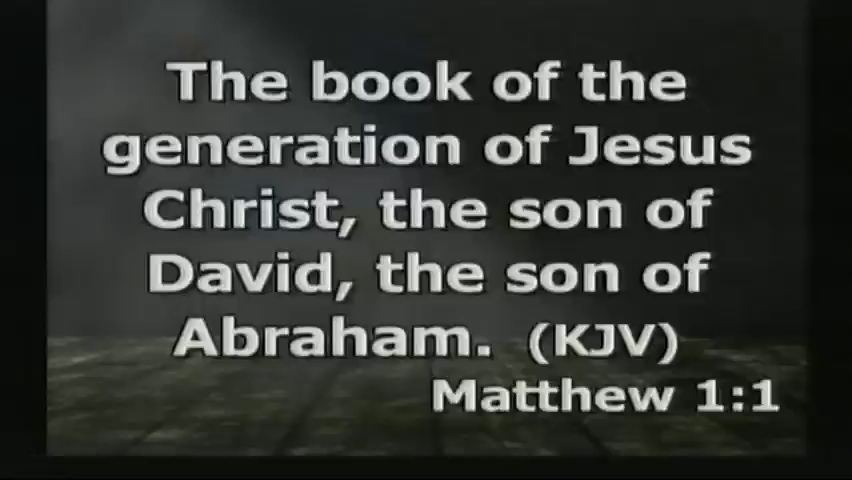 The book of the
generation of Jesus
Christ, the son of
David, the son of
Abraham. (KJV)
Matthew 1:1